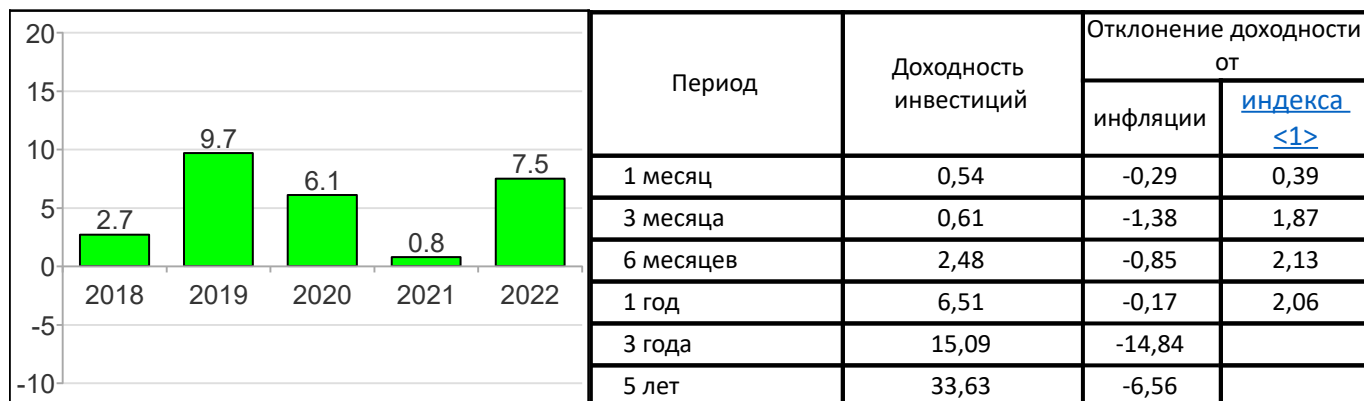 20
15
10
5
0
-5
-10
2.7
9.7
6.1
0.8
7.5
2018 2019 2020 2021 2022
Период
Доходность
инвестиций
Отклонение доходности
от
инфляции
индекса
<1>
1 месяц 0,54 -0,29 0,39
3 месяца 0,61 -1,38 1,87
6 месяцев 2,48 -0,85 2,13
1 год 6,51 -0,17 2,06
3 года 15,09 -14,84
5 лет 33,63 -6,56